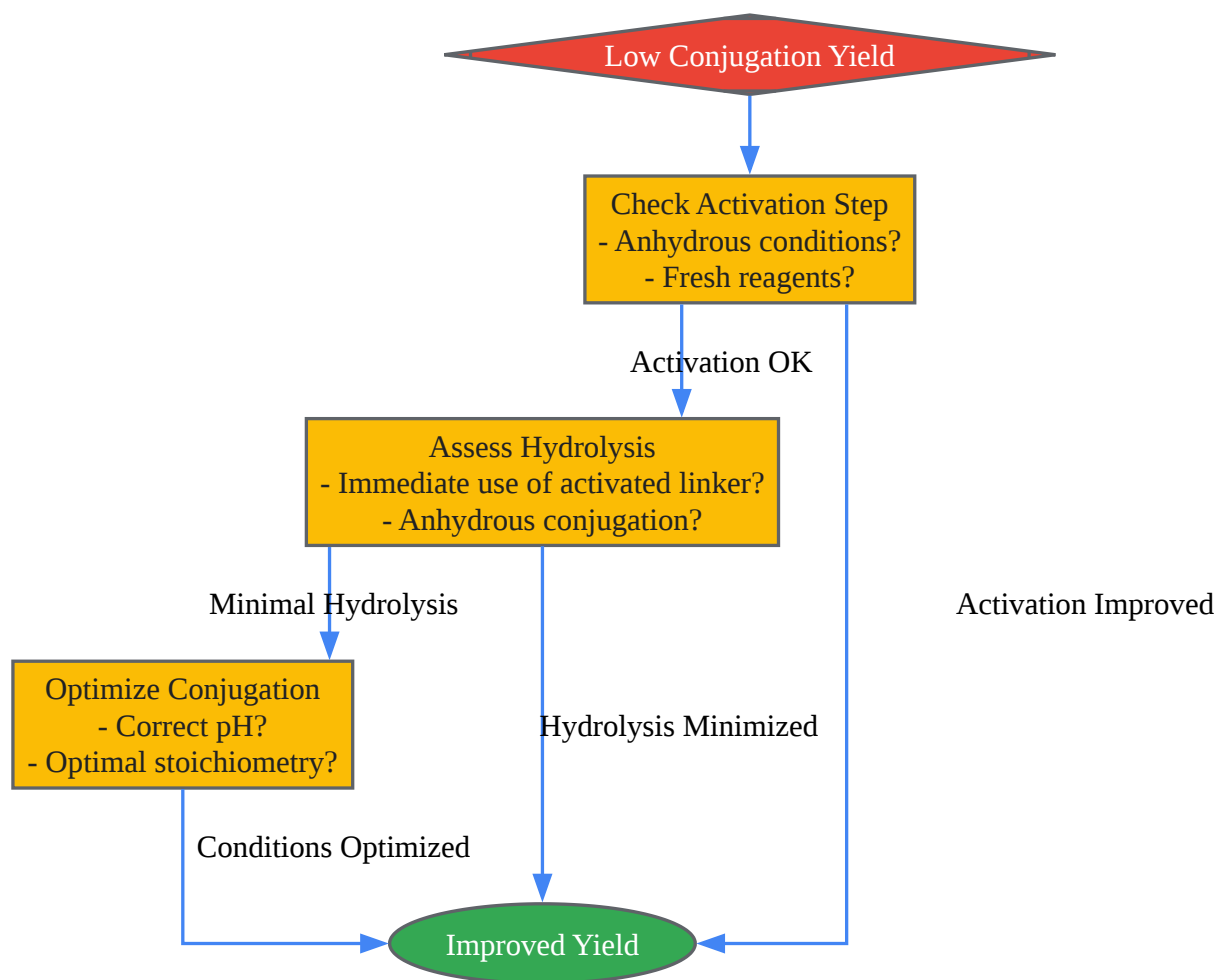 Low Conjugation Yield
Check Activation Step
- Anhydrous conditions?
- Fresh reagents?
Activation OK
Assess Hydrolysis
- Immediate use of activated linker?
- Anhydrous conjugation?
Minimal Hydrolysis
Activation Improved
Optimize Conjugation
- Correct pH?
- Optimal stoichiometry?
Hydrolysis Minimized
Conditions Optimized
Improved Yield